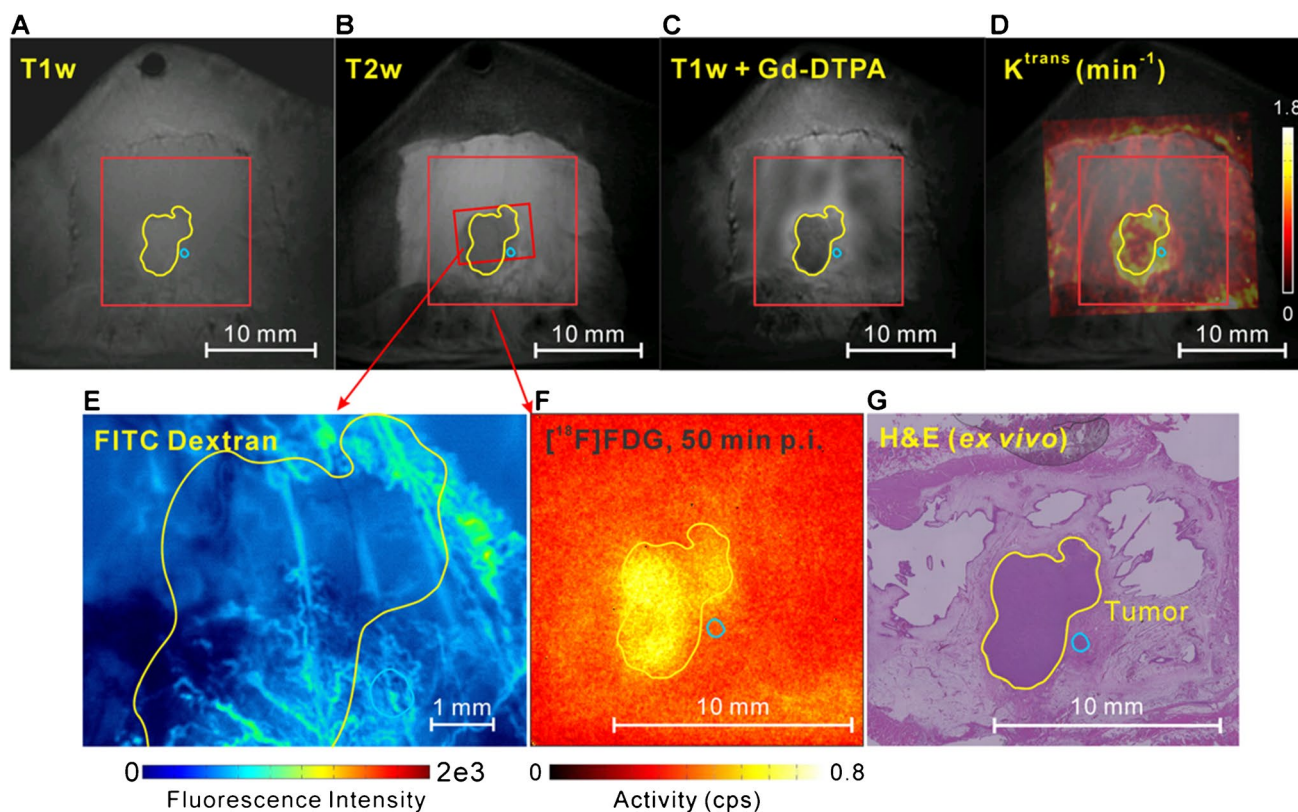 A
B
C
D
T1w
T2w
T1w + Gd-DTPA
K^trans (min^-1)
1.8
0
10 mm
10 mm
10 mm
10 mm
E
F
G
FITC Dextran
[¹⁸F]FDG, 50 min p.i.
H&E (ex vivo)
Tumor
1 mm
10 mm
10 mm
0
2e3
0
0.8
Fluorescence Intensity
Activity (cps)